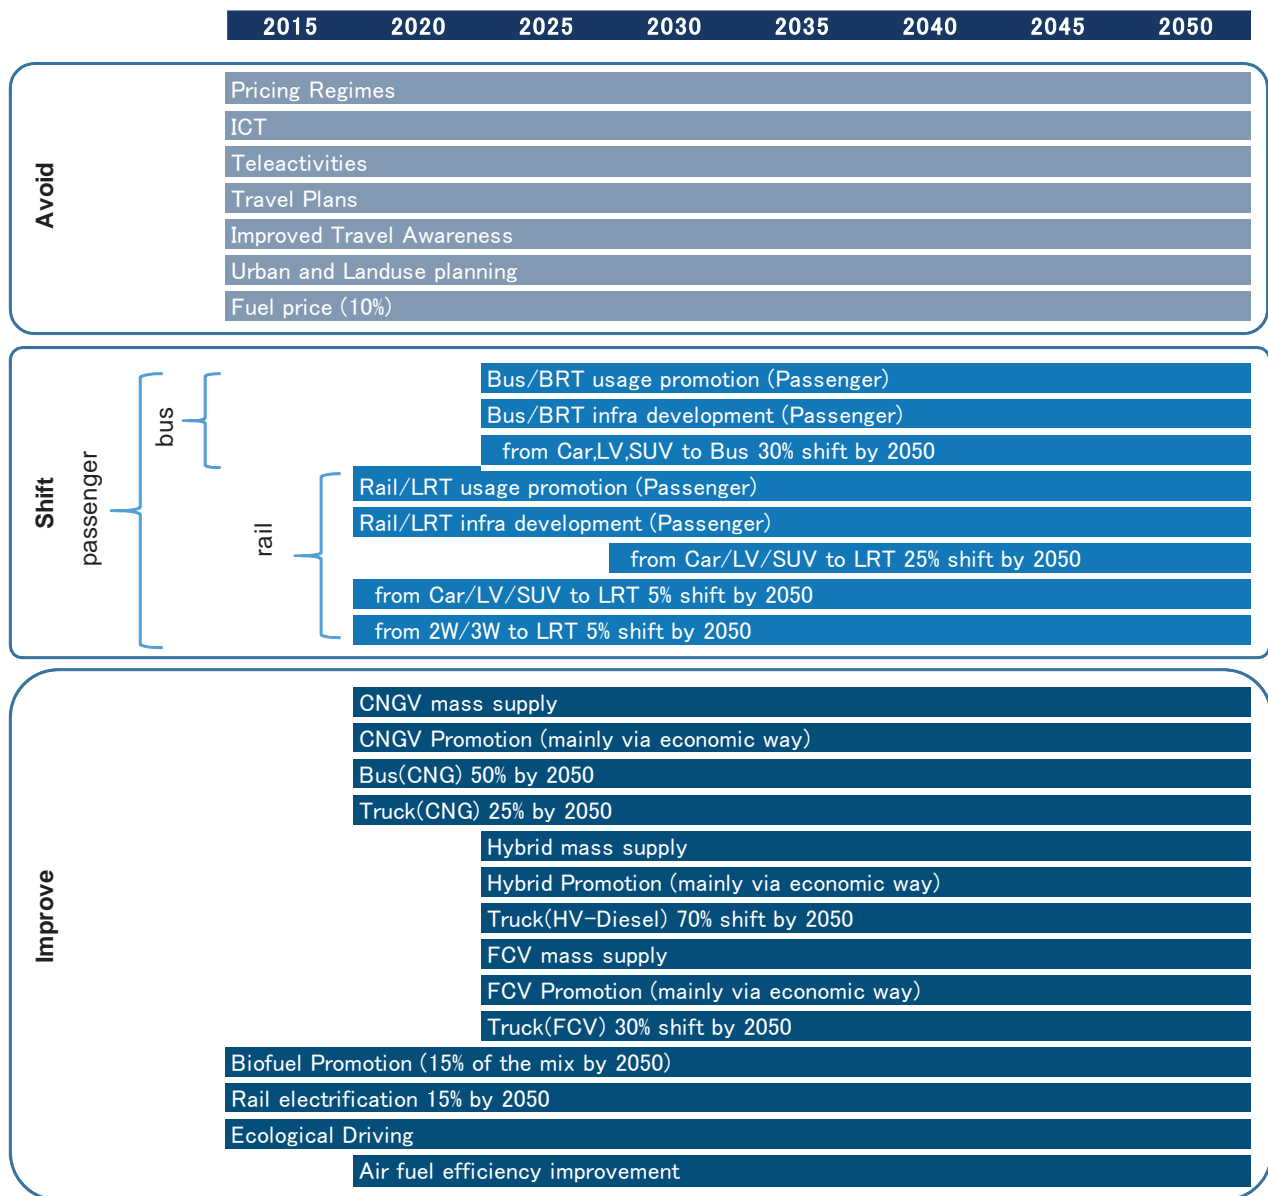 2015 2020 2025 2030 2035 2040 2045 2050
Avoid
Pricing Regimes
ICT
Teleactivities
Travel Plans
Improved Travel Awareness
Urban and Landuse planning
Fuel price (10%)
Shift
passenger
bus
Bus/BRT usage promotion (Passenger)
Bus/BRT infra development (Passenger)
from Car,LV,SUV to Bus 30% shift by 2050
rail
Rail/LRT usage promotion (Passenger)
Rail/LRT infra development (Passenger)
from Car/LV/SUV to LRT 25% shift by 2050
from Car/LV/SUV to LRT 5% shift by 2050
from 2W/3W to LRT 5% shift by 2050
Improve
CNGV mass supply
CNGV Promotion (mainly via economic way)
Bus(CNG) 50% by 2050
Truck(CNG) 25% by 2050
Hybrid mass supply
Hybrid Promotion (mainly via economic way)
Truck(HV-Diesel) 70% shift by 2050
FCV mass supply
FCV Promotion (mainly via economic way)
Truck(FCV) 30% shift by 2050
Biofuel Promotion (15% of the mix by 2050)
Rail electrification 15% by 2050
Ecological Driving
Air fuel efficiency improvement